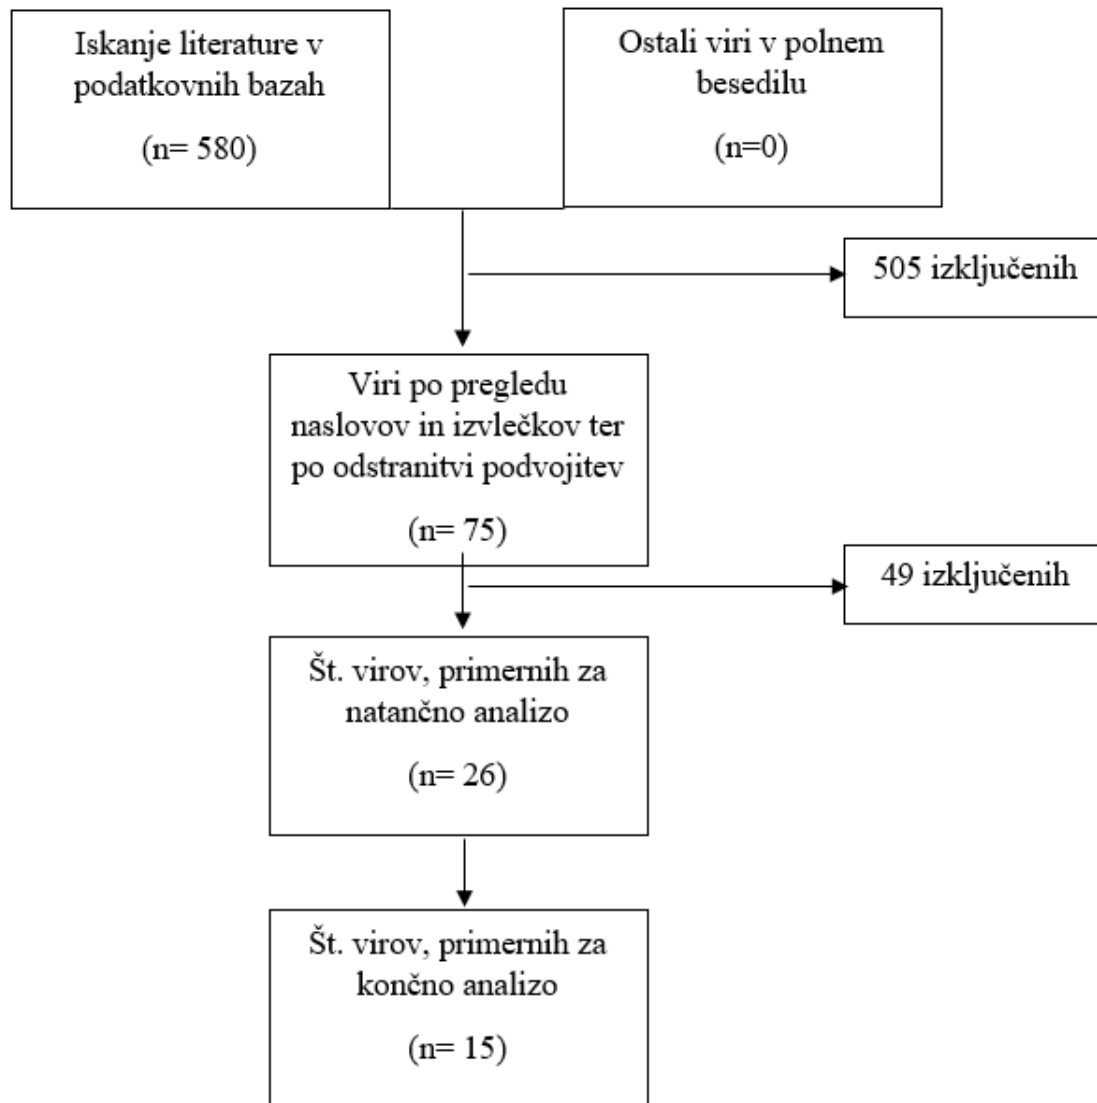 Iskanje literature v
podatkovnih bazah
(n= 580)
Ostali viri v polnem
besedilu
(n=0)
505 izključenih
Viri po pregledu
naslovov in izvlečkov ter
po odstranitvi podvojitev
(n= 75)
49 izključenih
Št. virov, primernih za
natančno analizo
(n= 26)
Št. virov, primernih za
končno analizo
(n= 15)